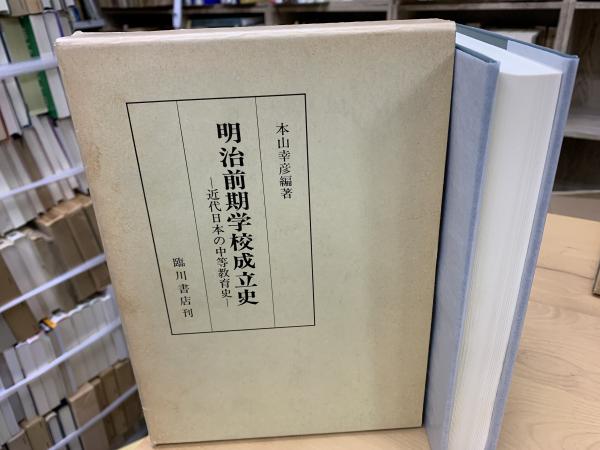 本山幸彦編著
明治前期学校成立史
―近代日本の中等教育史―
臨川書店刊